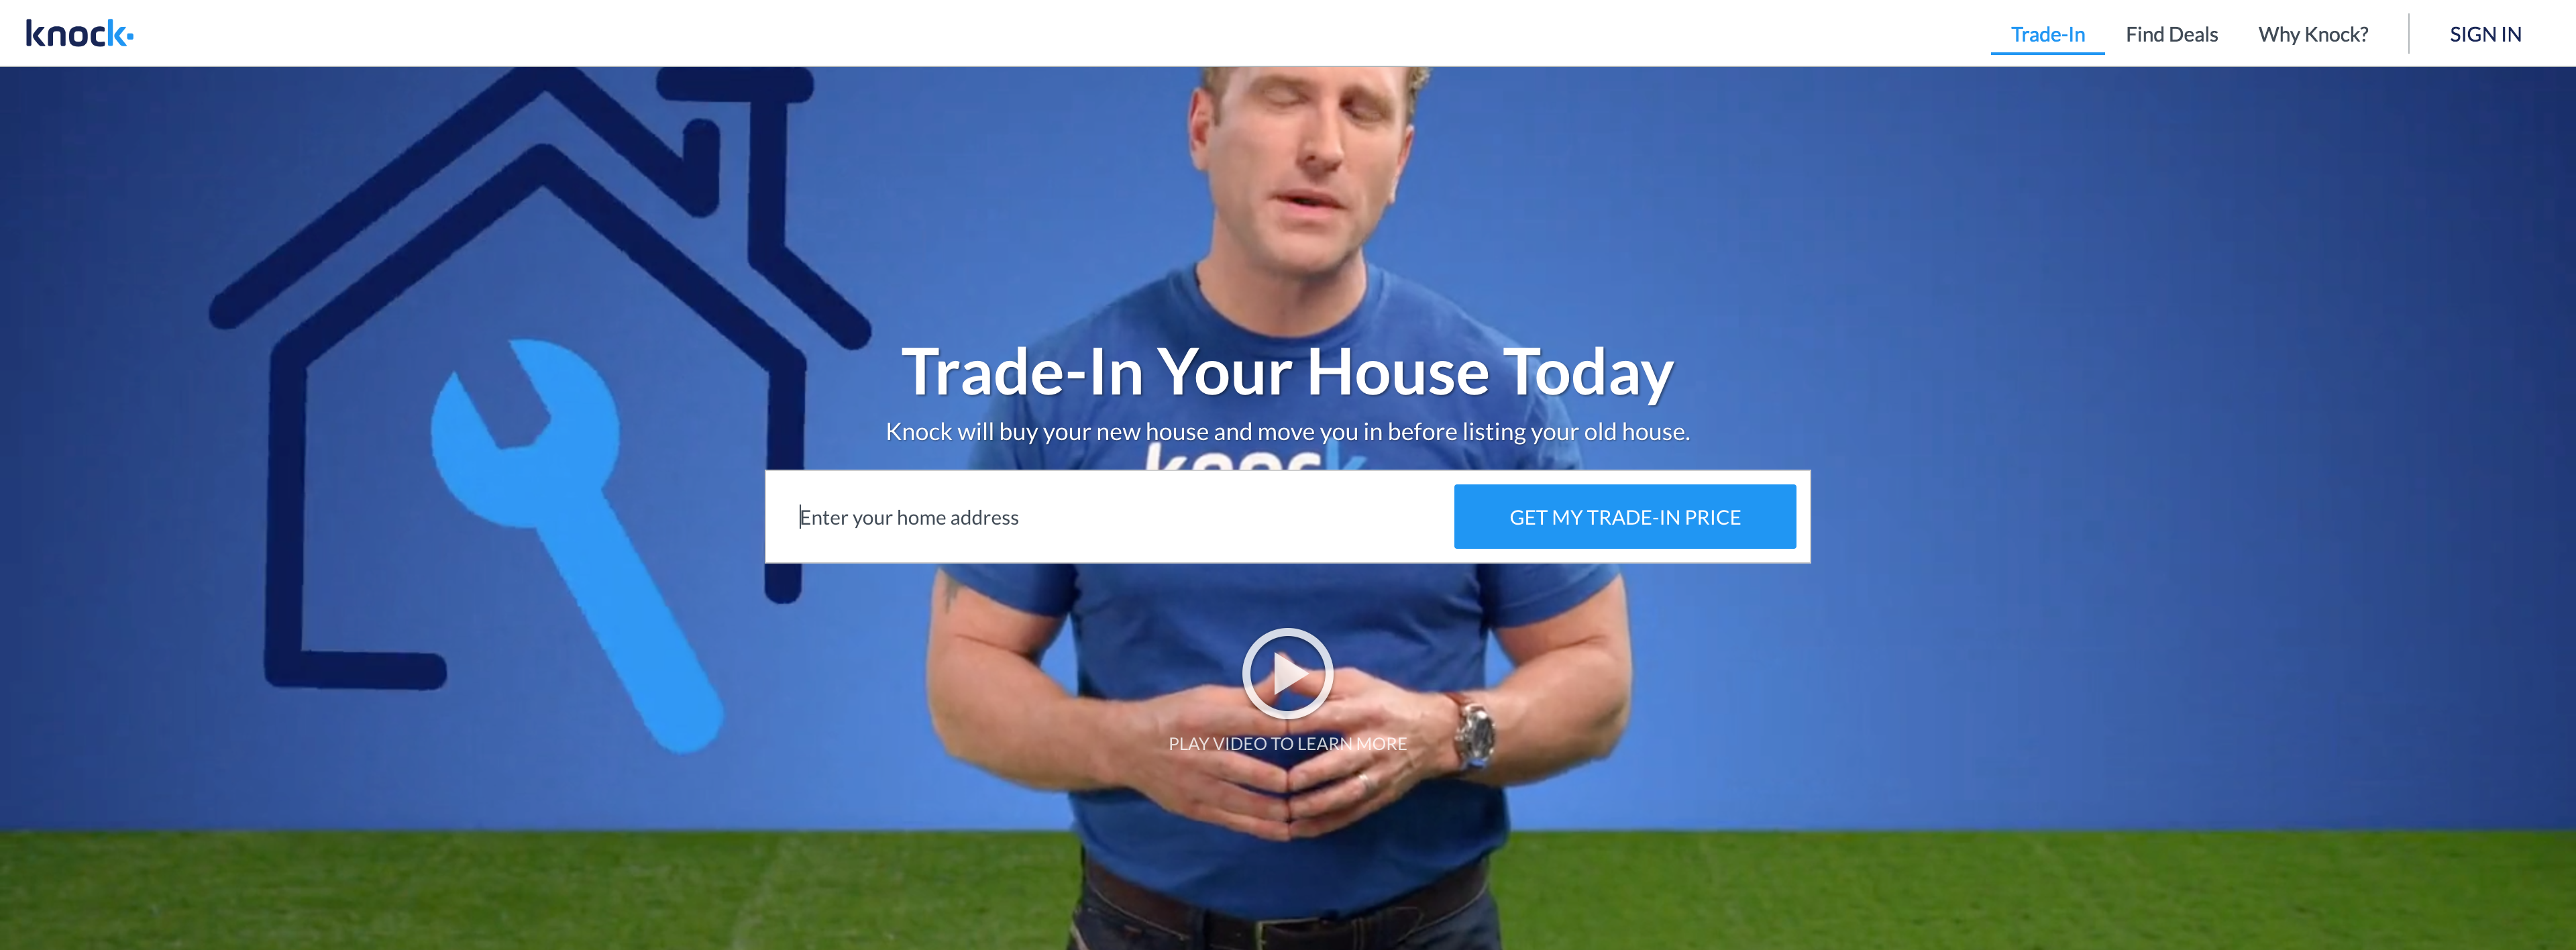 knock
Trade-In
Find Deals
Why Knock?
SIGN IN
Trade-In Your House Today
Knock will buy your new house and move you in before listing your old house.
knock
Enter your home address
GET MY TRADE-IN PRICE
PLAY VIDEO TO LEARN MORE